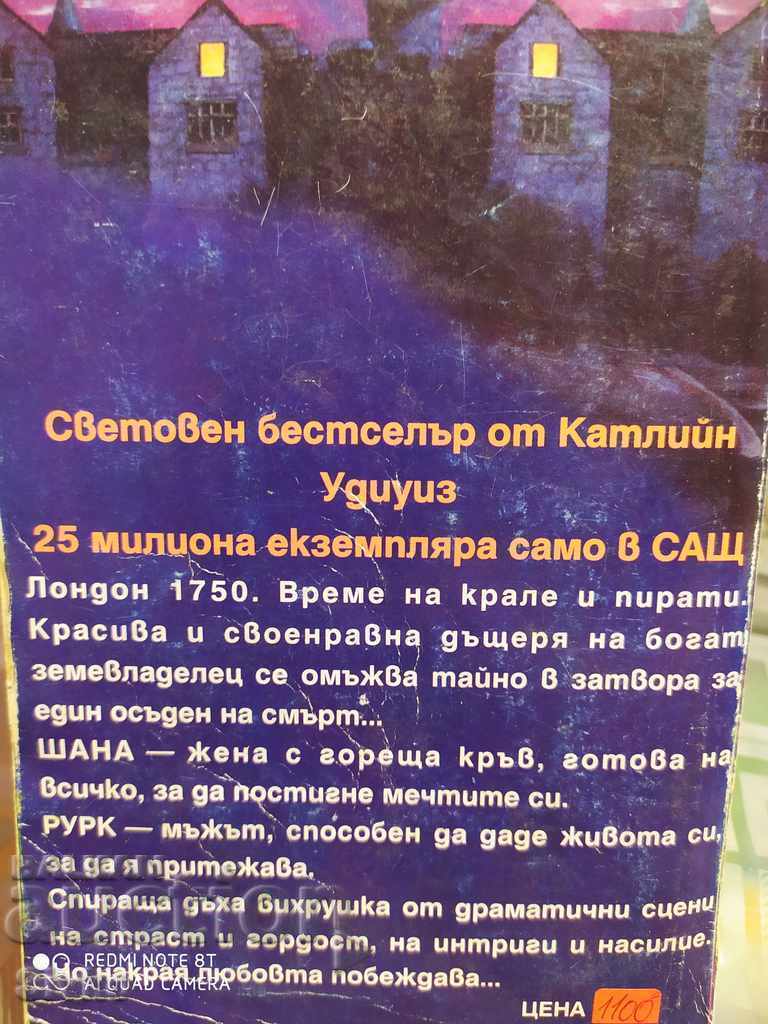 Световен бестселър от Катлийн
Удиуиз
25 милиона екземпляра само в САЩ
Лондон 1750. Време на крале и пирати.
Красива и своенравна дъщеря на богат
земевладелец се омъжва тайно в затвора за
един осъден на смърт...
ШАНА — жена с гореща кръв, готова на
всичко, за да постигне мечтите си.
РУРК — мъжът, способен да даде живота си,
за да я притежава.
Спираща дъха вихрушка от драматични сцени
на страст и гордост, на интриги и насилие.
Но накрая любовта побеждава...
REDMI NOTE 8T
AI QUAD CAMERA
ЦЕНА 1100